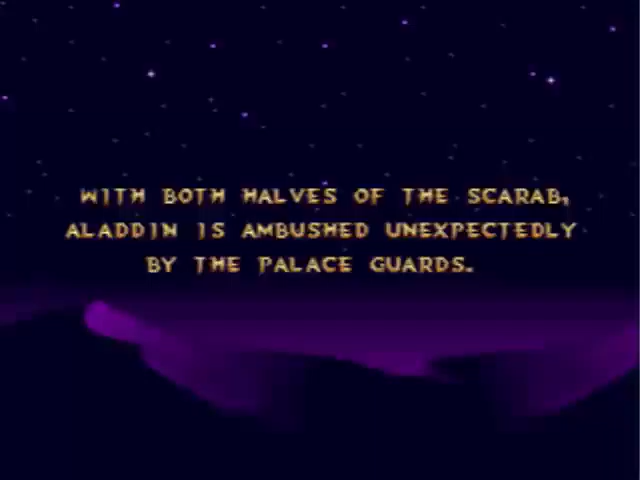 WITH BOTH HALVES OF THE SCARAB,
ALADDIN IS AMBUSHED UNEXPECTEDLY
BY THE PALACE GUARDS.